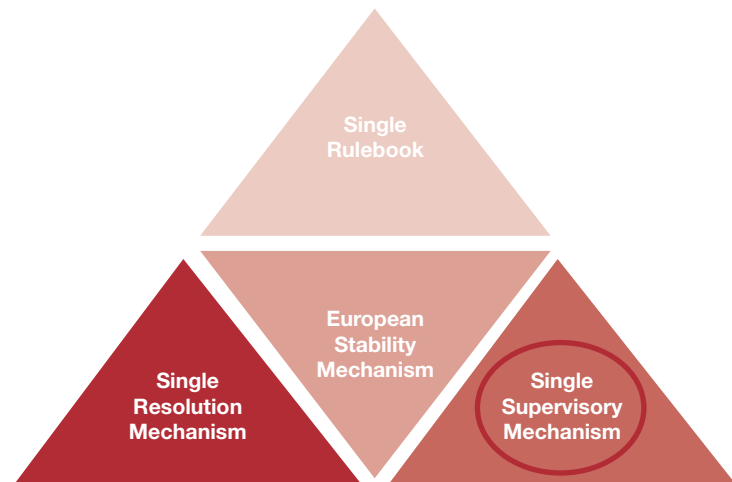 Single
Rulebook
European
Stability
Mechanism
Single
Resolution
Mechanism
Single
Supervisory
Mechanism